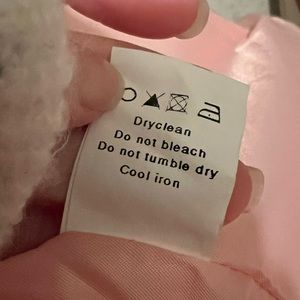 Dryclean
Do not bleach
Do not tumble dry
Cool iron